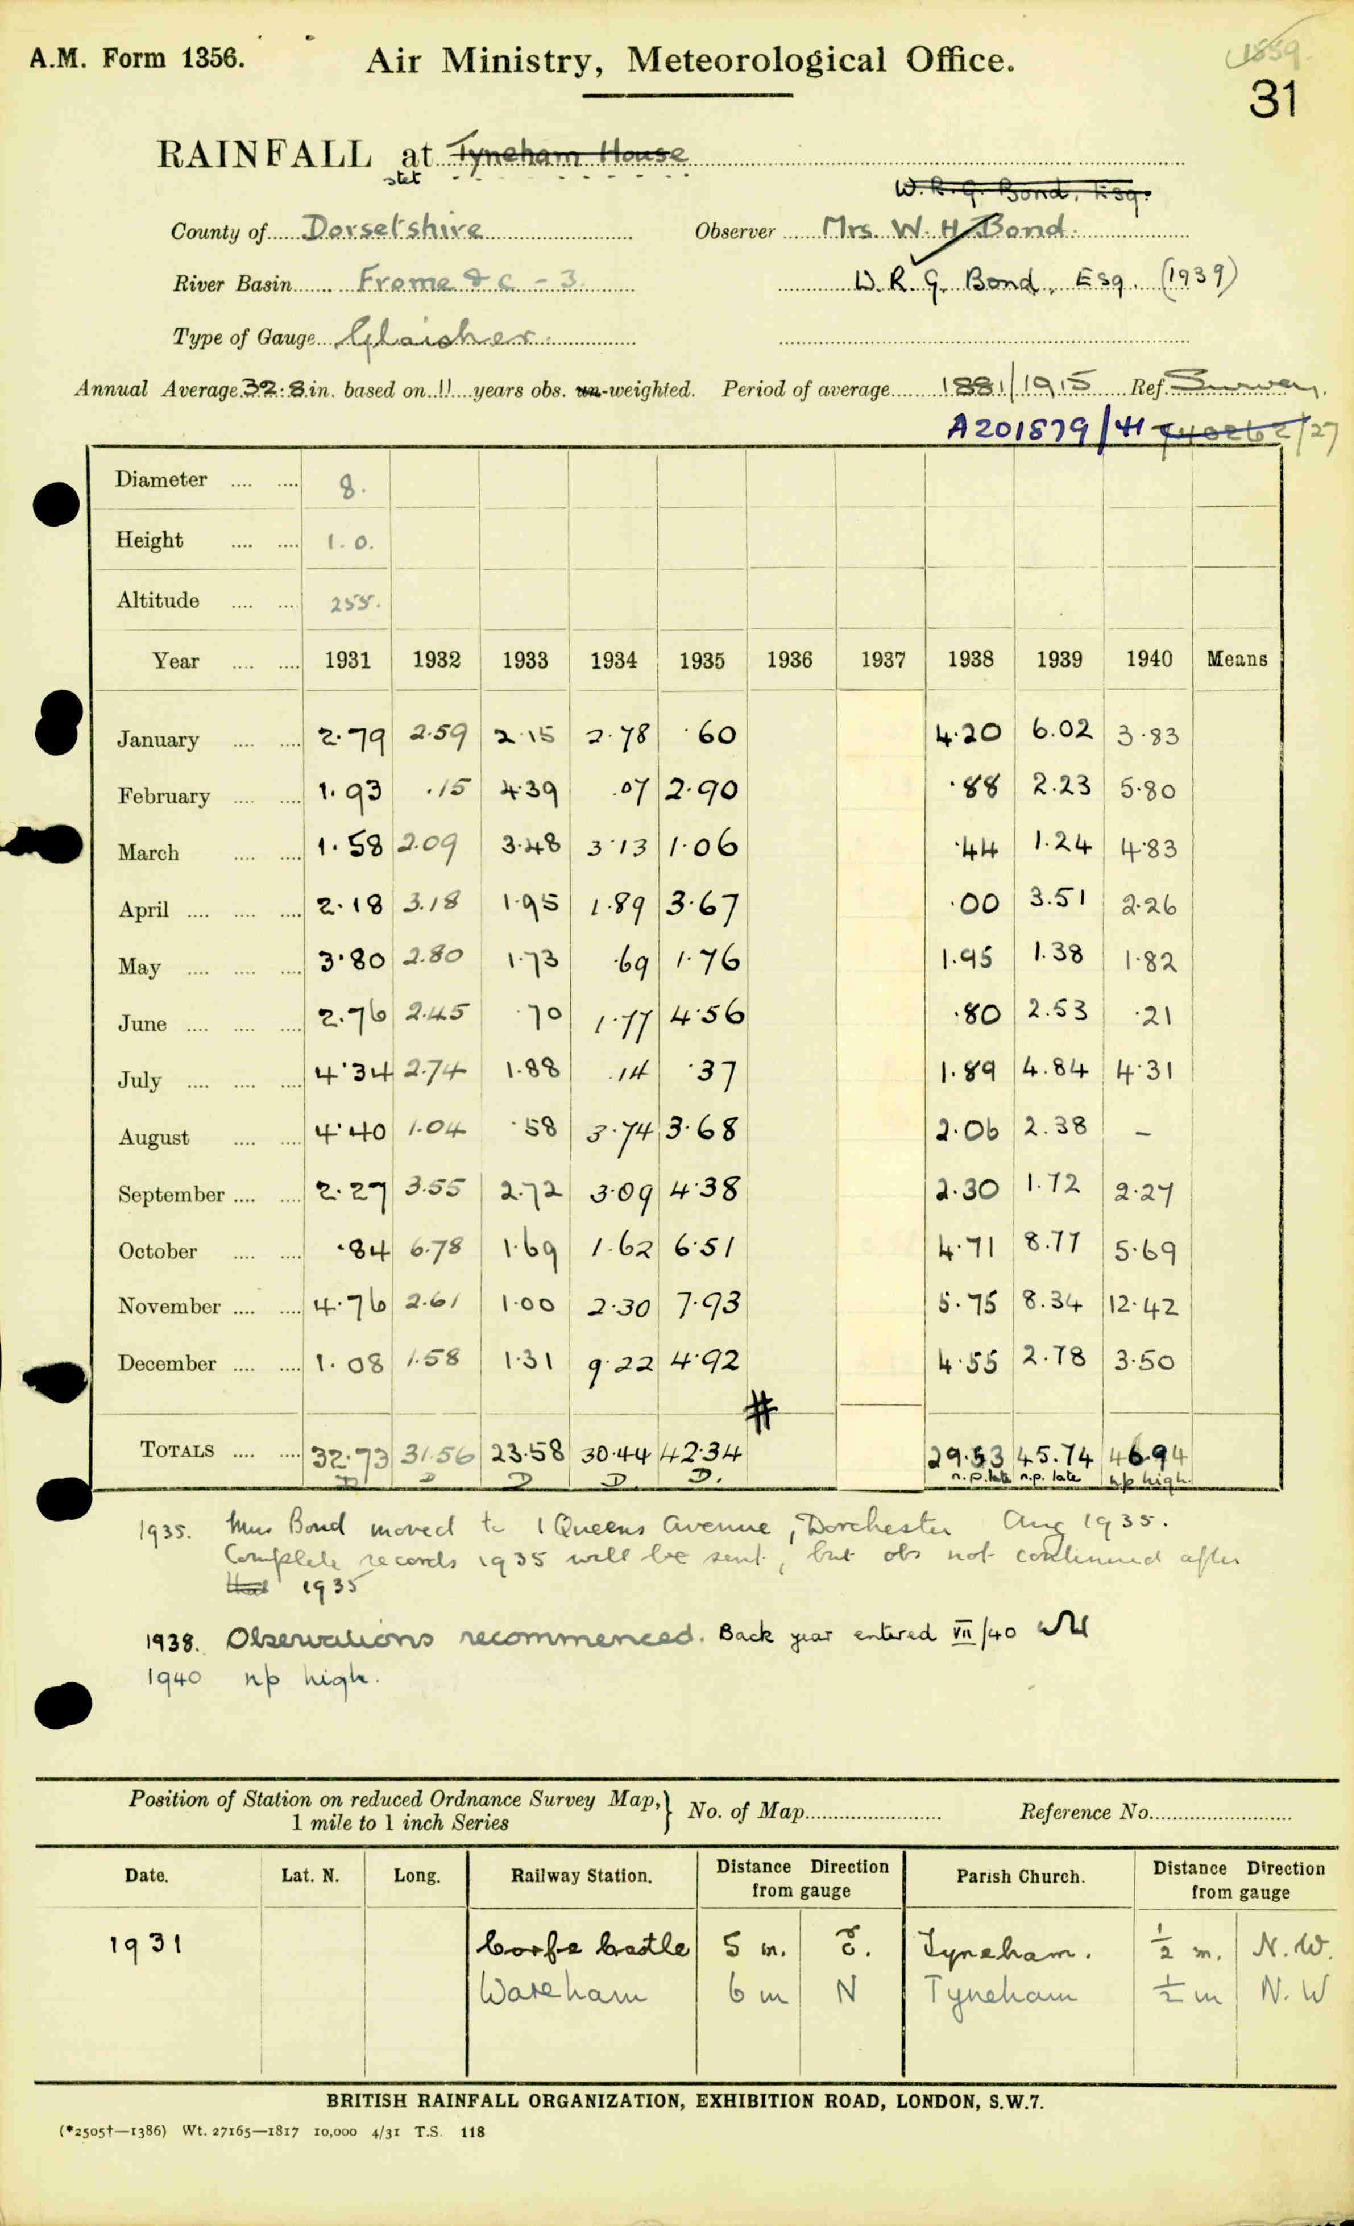 1889
A.M. Form 1356. Air Ministry, Meteorological Office.
31
RAINFALL at Tyneham House
stet
W. R. G. Bond, Esq.
County of Dorsetshire Observer Mrs. W. H. Bond.
River Basin Frome & c - 3 W. R. G. Bond, Esq. (1939)
Type of Gauge Glaisher.
Annual Average 32.8 in. based on 11 years obs. un-weighted. Period of average 1881/1915 Ref. Survey.
A201879/41 /27
Diameter .... .... 8.
Height .... .... 1.0.
Altitude .... .... 255.
Year .... .... 1931 1932 1933 1934 1935 1936 1937 1938 1939 1940 Means
January .... .... 2.79 2.59 2.15 2.78 .60 4.20 6.02 3.83
February .... .... 1.93 .15 4.39 .07 2.90 .88 2.23 5.80
March .... .... 1.58 2.09 3.48 3.13 1.06 .44 1.24 4.83
April .... .... .... 2.18 3.18 1.95 1.89 3.67 .00 3.51 2.26
May .... .... .... 3.80 2.80 1.73 .69 1.76 1.95 1.38 1.82
June .... .... .... 2.76 2.45 .70 1.77 4.56 .80 2.53 .21
July .... .... .... 4.34 2.74 1.88 .14 .37 1.89 4.84 4.31
August .... .... 4.40 1.04 .58 3.74 3.68 2.06 2.38 –
September .... .... 2.27 3.55 2.72 3.09 4.38 2.30 1.72 2.27
October .... .... .84 6.78 1.69 1.62 6.51 4.71 8.77 5.69
November .... .... 4.76 2.61 1.00 2.30 7.93 5.75 8.34 12.42
December .... .... 1.08 1.58 1.31 9.22 4.92 4.55 2.78 3.50
#
TOTALS .... .... 32.73 31.56 23.58 30.44 42.34 29.53 45.74 46.94
D D D D. D. n.p. late n.p. late n/p high.
1935. Mrs Bond moved to 1 Queens Avenue, Dorchester Aug 1935.
Complete records 1935 will be sent, but obs not continued after
that 1935
1938. Observations recommenced. Back year entered VII/40
1940 n/p high.
Position of Station on reduced Ordnance Survey Map, } No. of Map Reference No.
1 mile to 1 inch Series
Date. Lat. N. Long. Railway Station. Distance Direction from gauge Parish Church. Distance Direction from gauge
1931 Corfe Castle 5 m. E. Tyneham. ½ m. N.W.
Wareham 6 m N Tyneham ½ m N.W
BRITISH RAINFALL ORGANIZATION, EXHIBITION ROAD, LONDON, S.W.7.
(*2505†—1386) Wt. 27165—1817 10,000 4/31 T.S. 118